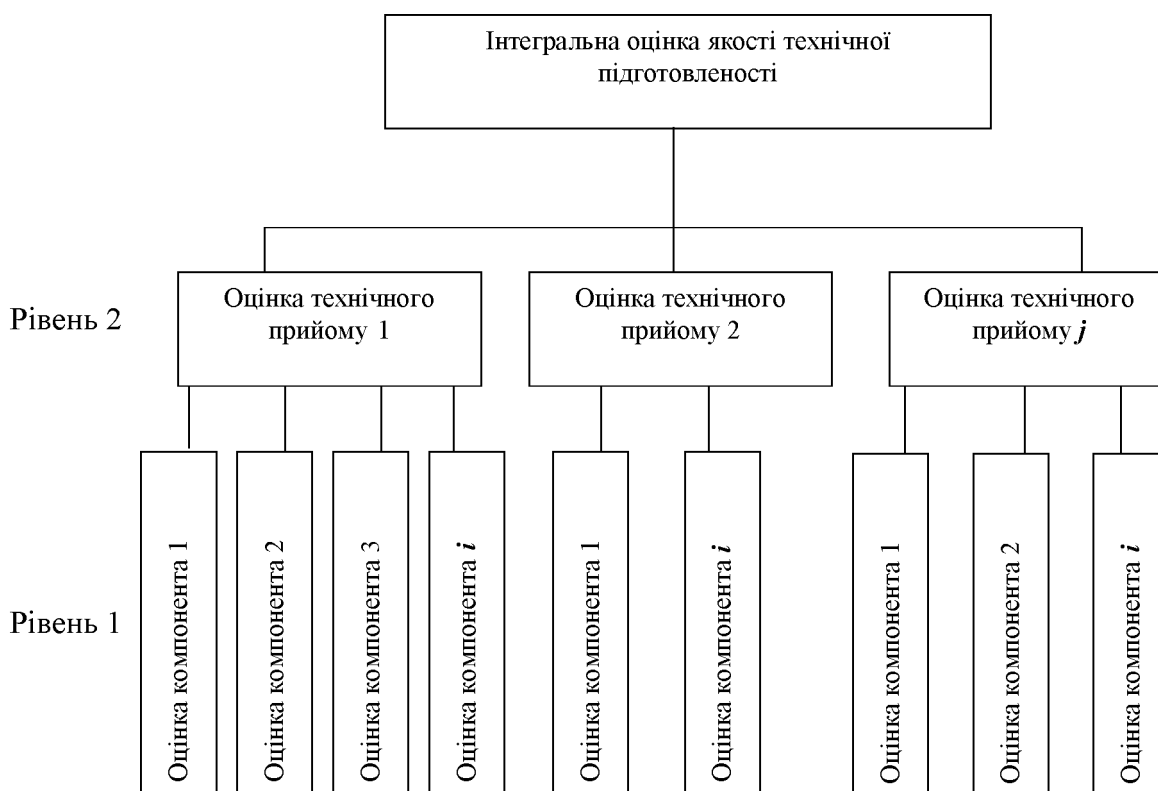 Інтегральна оцінка якості технічної
підготовленості
Рівень 2
Оцінка технічного
прийому 1
Оцінка технічного
прийому 2
Оцінка технічного
прийому j
Рівень 1
Оцінка компонента 1
Оцінка компонента 2
Оцінка компонента 3
Оцінка компонента i
Оцінка компонента 1
Оцінка компонента i
Оцінка компонента 1
Оцінка компонента 2
Оцінка компонента i